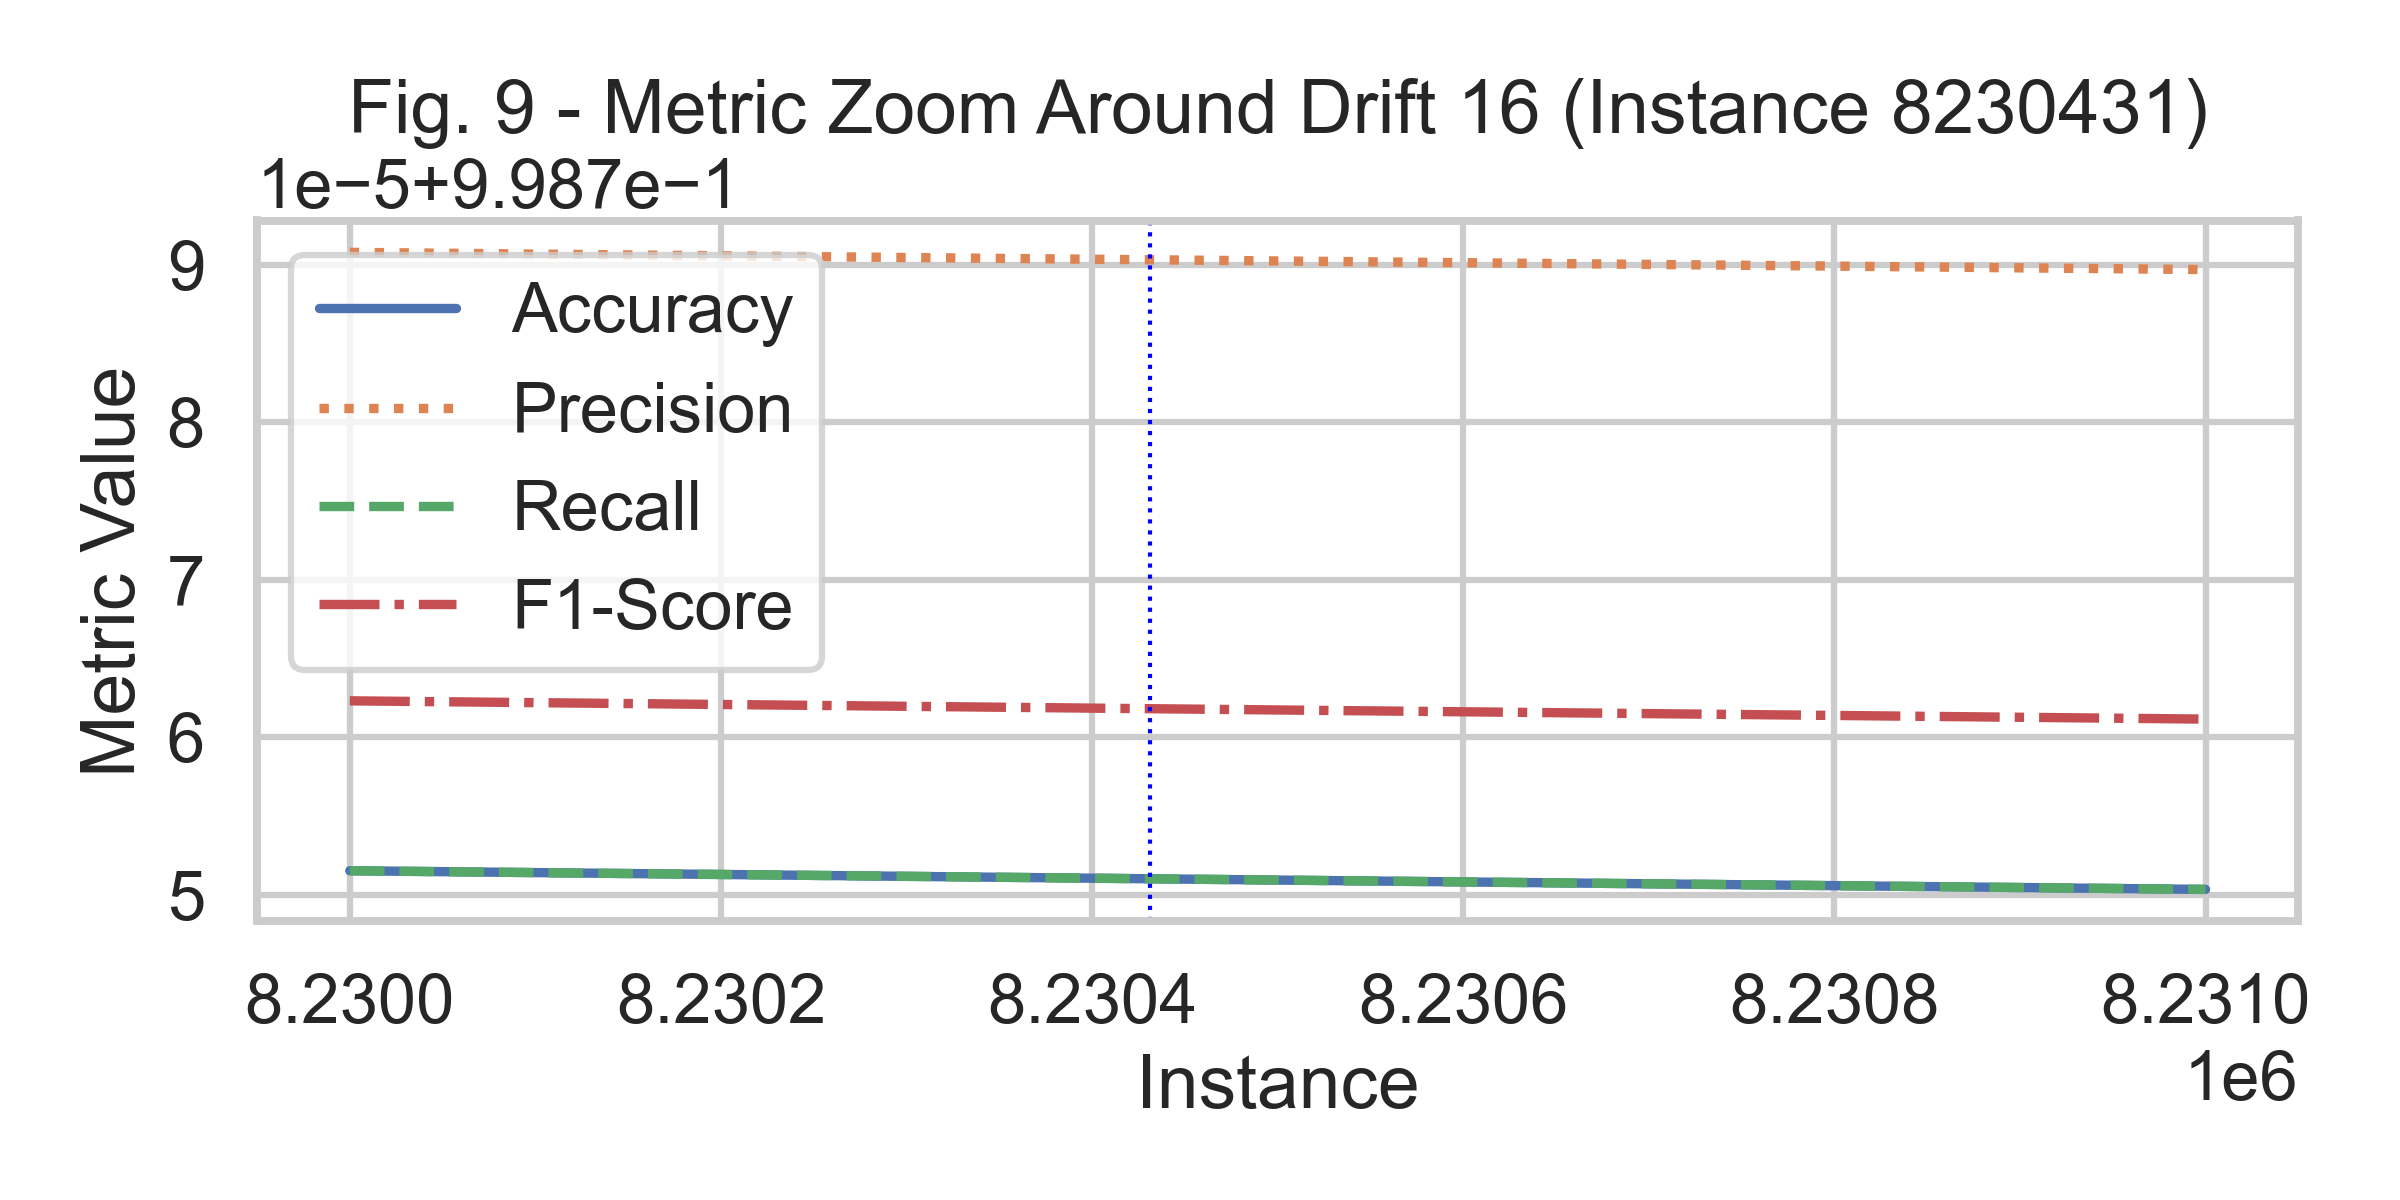 Fig. 9 - Metric Zoom Around Drift 16 (Instance 8230431)
1e−5+9.987e−1
9
8
7
6
5
Metric Value
Accuracy
Precision
Recall
F1-Score
8.2300 8.2302 8.2304 8.2306 8.2308 8.2310
1e6
Instance